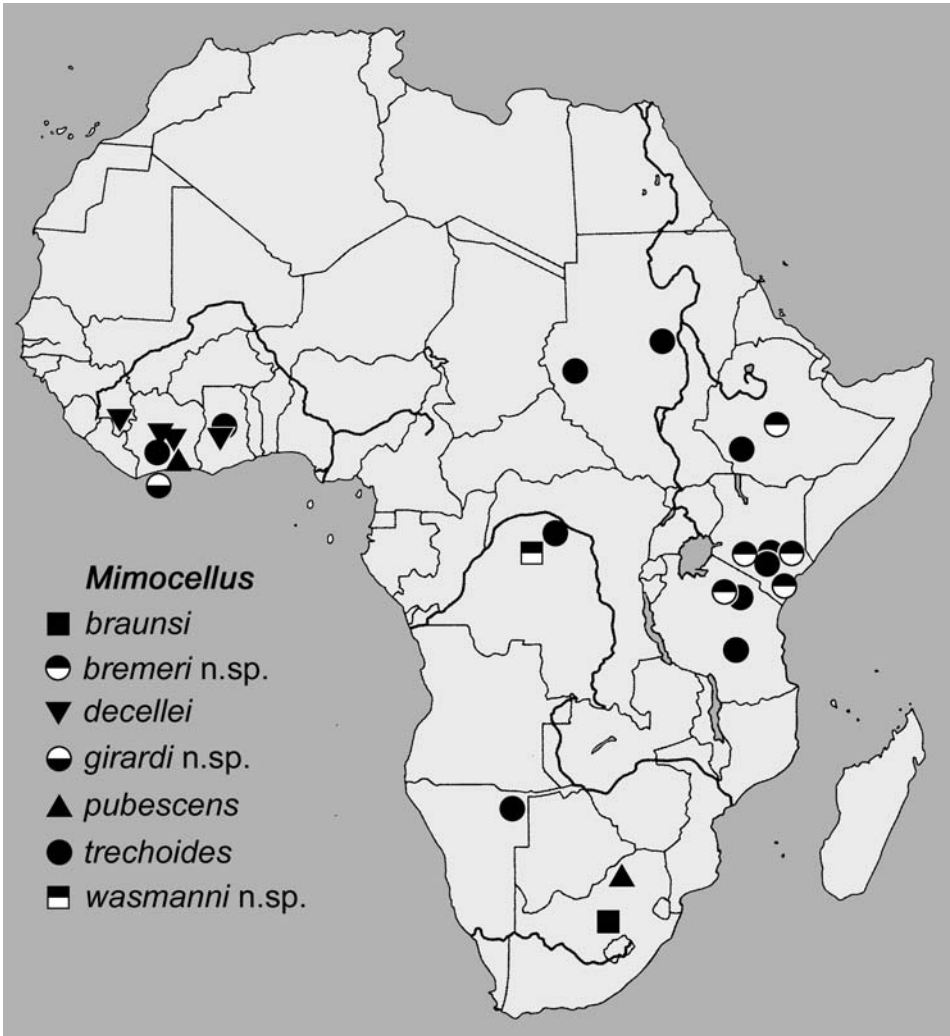 Mimocellus
braunsi
bremeri n.sp.
decellei
girardi n.sp.
pubescens
trechoides
wasmanni n.sp.